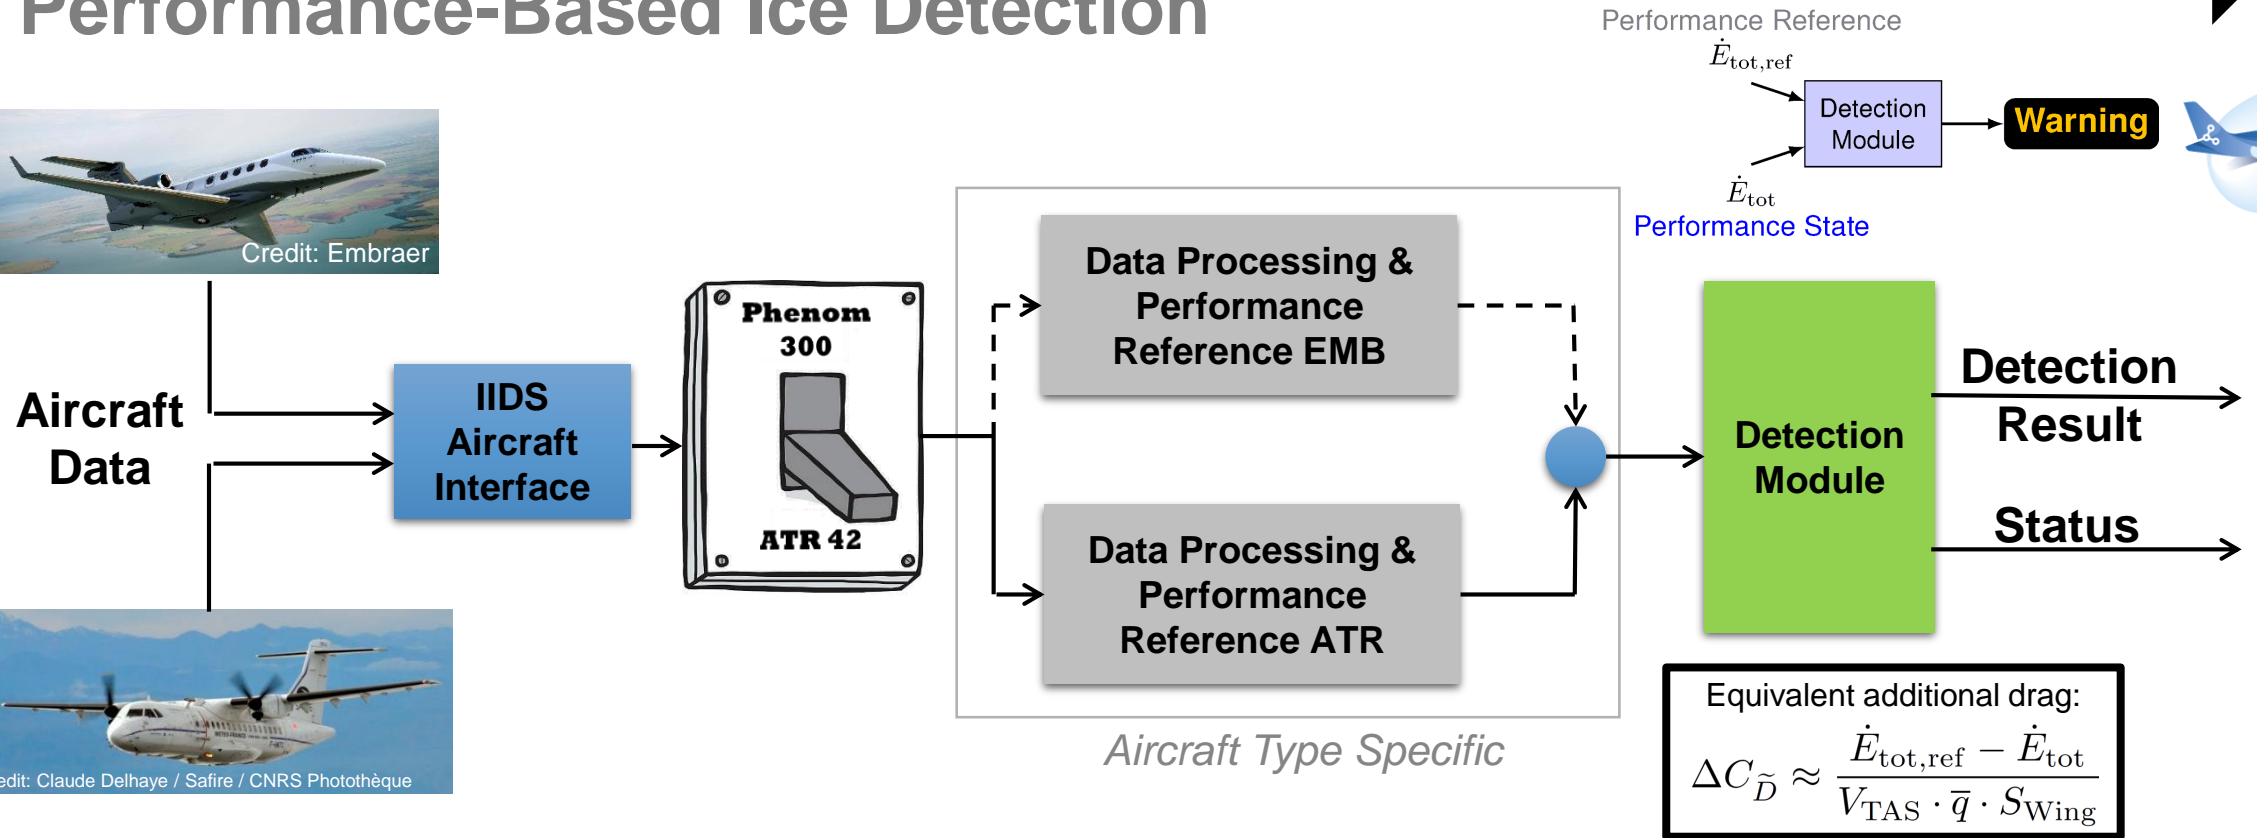 Performance-Based Ice Detection
Performance Reference
Ė_tot,ref
Detection
Module
Warning
Ė_tot
Performance State
Credit: Embraer
Aircraft
Data
IIDS
Aircraft
Interface
Phenom
300
ATR 42
Data Processing &
Performance
Reference EMB
Data Processing &
Performance
Reference ATR
Aircraft Type Specific
Detection
Module
Detection
Result
Status
edit: Claude Delhaye / Safire / CNRS Photothèque
Equivalent additional drag:
ΔC_D̃ ≈ (Ė_tot,ref − Ė_tot) / (V_TAS · q̅ · S_Wing)